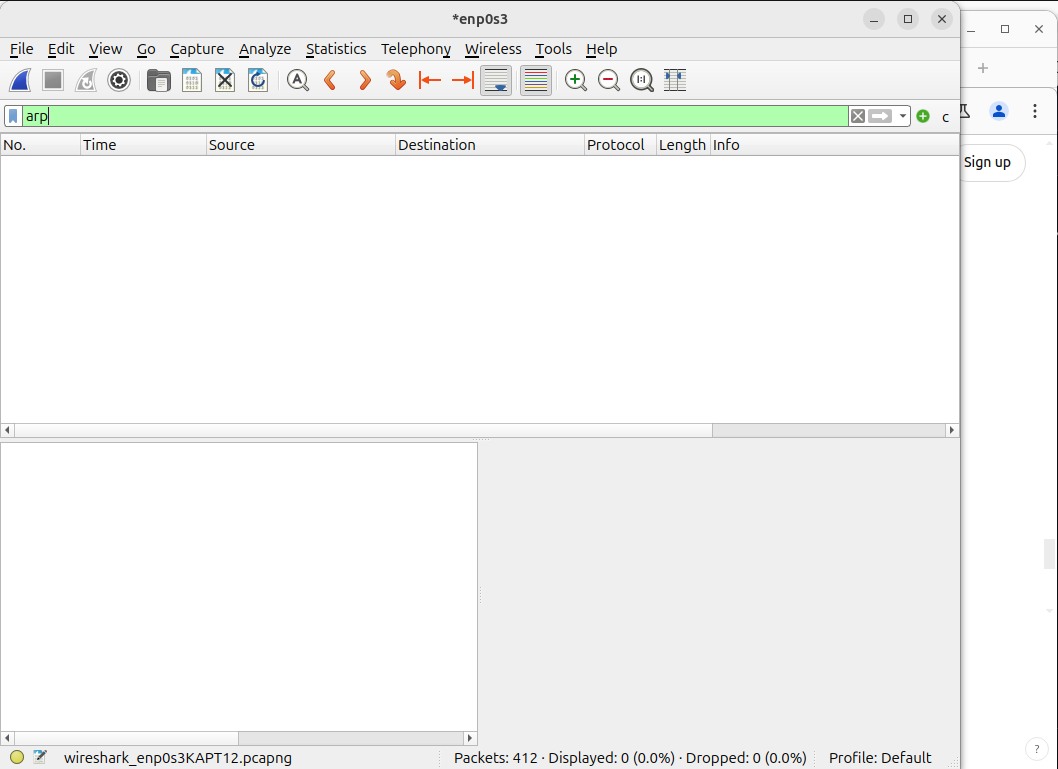 *enp0s3
File Edit View Go Capture Analyze Statistics Telephony Wireless Tools Help
arp
c
No. Time Source Destination Protocol Length Info
Sign up
wireshark_enp0s3KAPT12.pcapng
Packets: 412 · Displayed: 0 (0.0%) · Dropped: 0 (0.0%)
Profile: Default
?